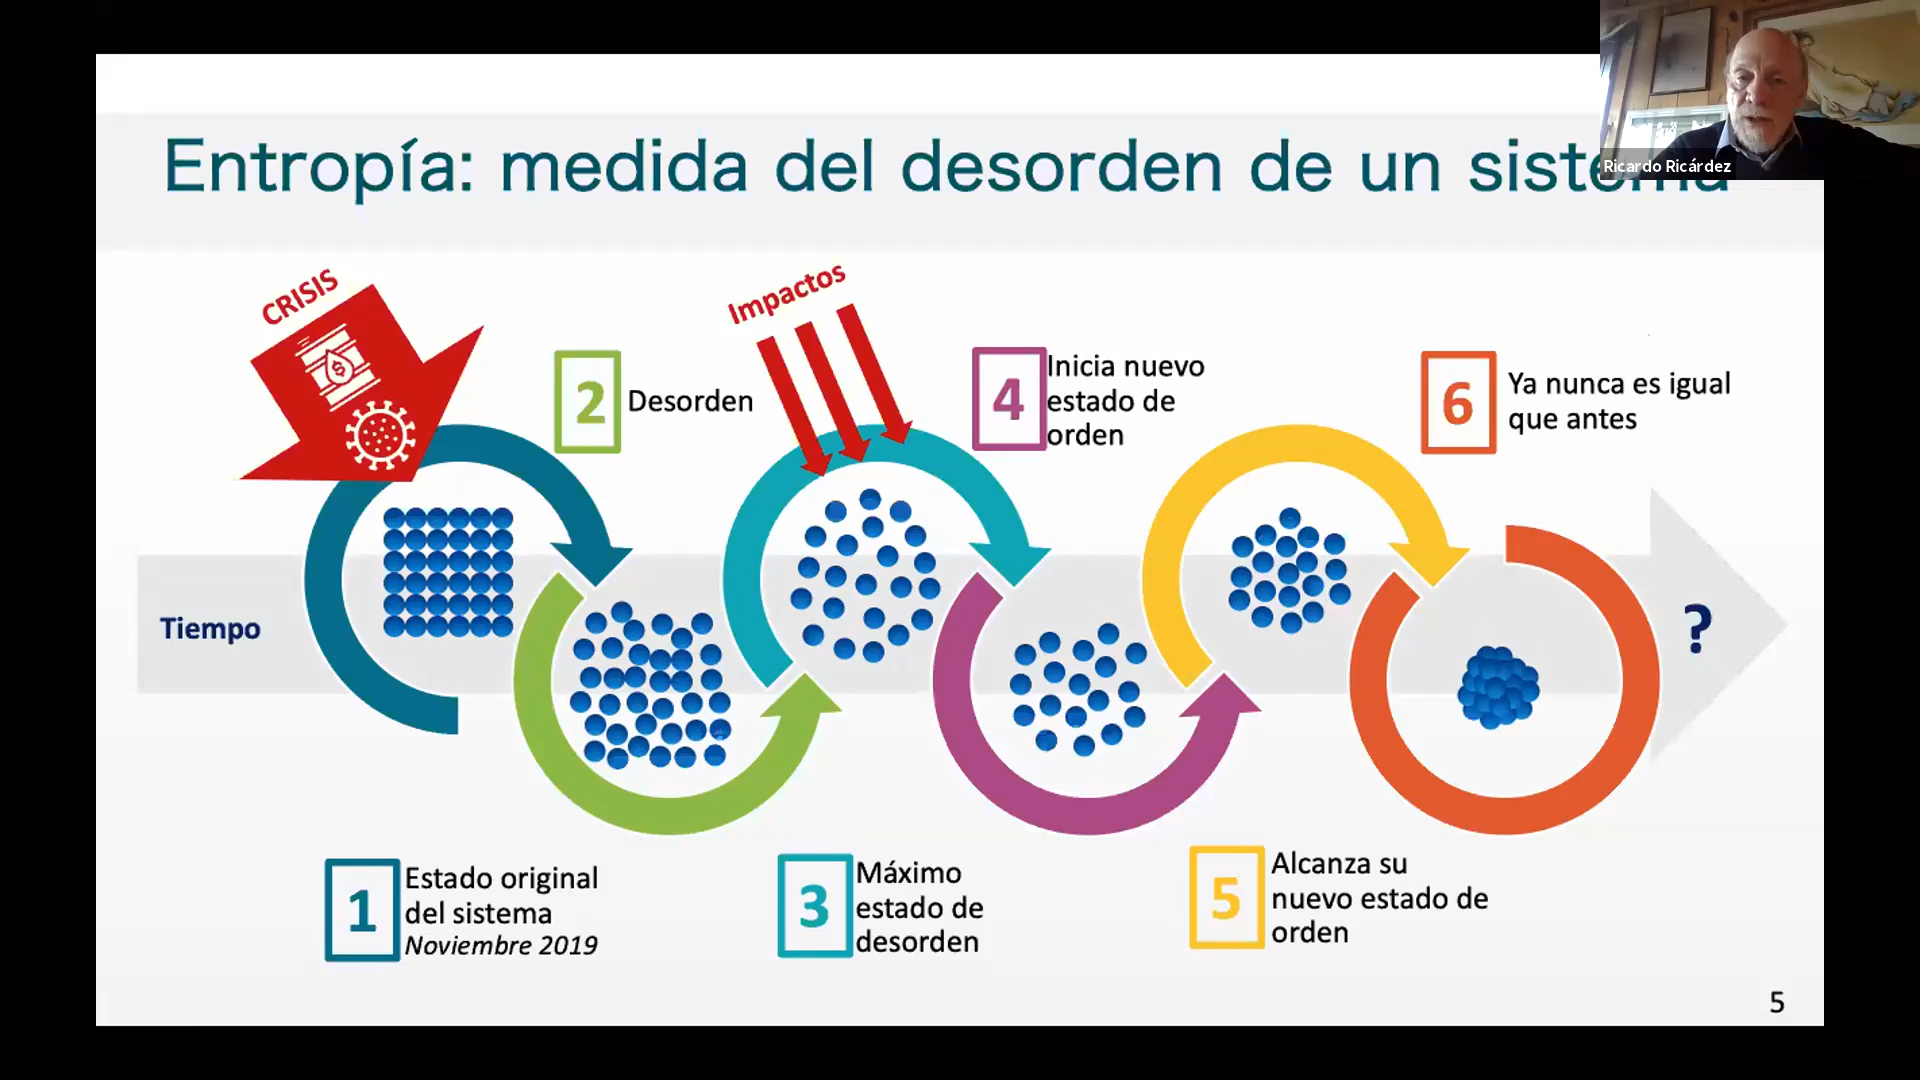 Entropía: medida del desorden de un sistema
Ricardo Ricárdez
CRISIS
$
Impactos
2
Desorden
4
Inicia nuevo
estado de
orden
6
Ya nunca es igual
que antes
Tiempo
?
1
Estado original
del sistema
Noviembre 2019
3
Máximo
estado de
desorden
5
Alcanza su
nuevo estado de
orden
5